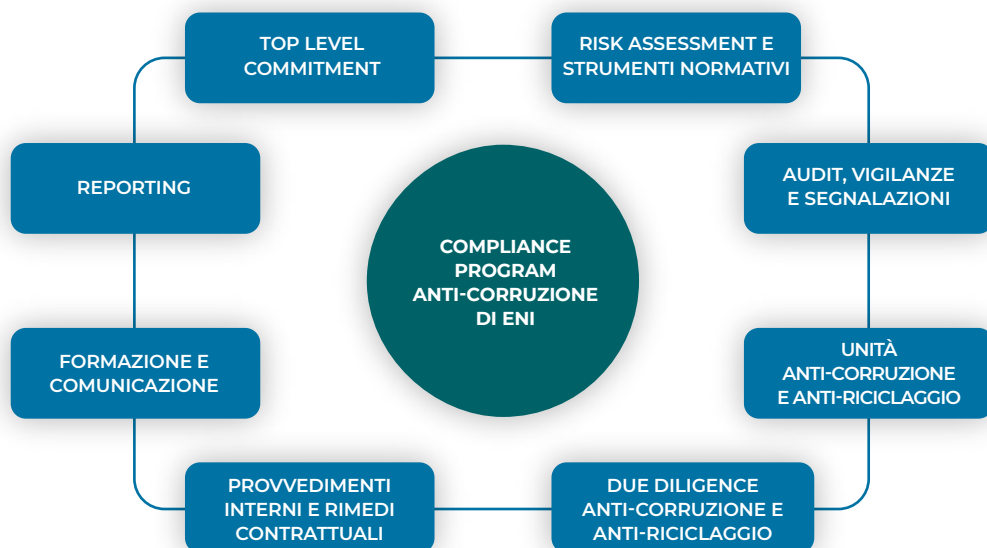 TOP LEVEL
COMMITMENT
RISK ASSESSMENT E
STRUMENTI NORMATIVI
REPORTING
AUDIT, VIGILANZE
E SEGNALAZIONI
COMPLIANCE
PROGRAM
ANTI-CORRUZIONE
DI ENI
FORMAZIONE E
COMUNICAZIONE
UNITÀ
ANTI-CORRUZIONE
E ANTI-RICICLAGGIO
PROVVEDIMENTI
INTERNI E RIMEDI
CONTRATTUALI
DUE DILIGENCE
ANTI-CORRUZIONE E
ANTI-RICICLAGGIO